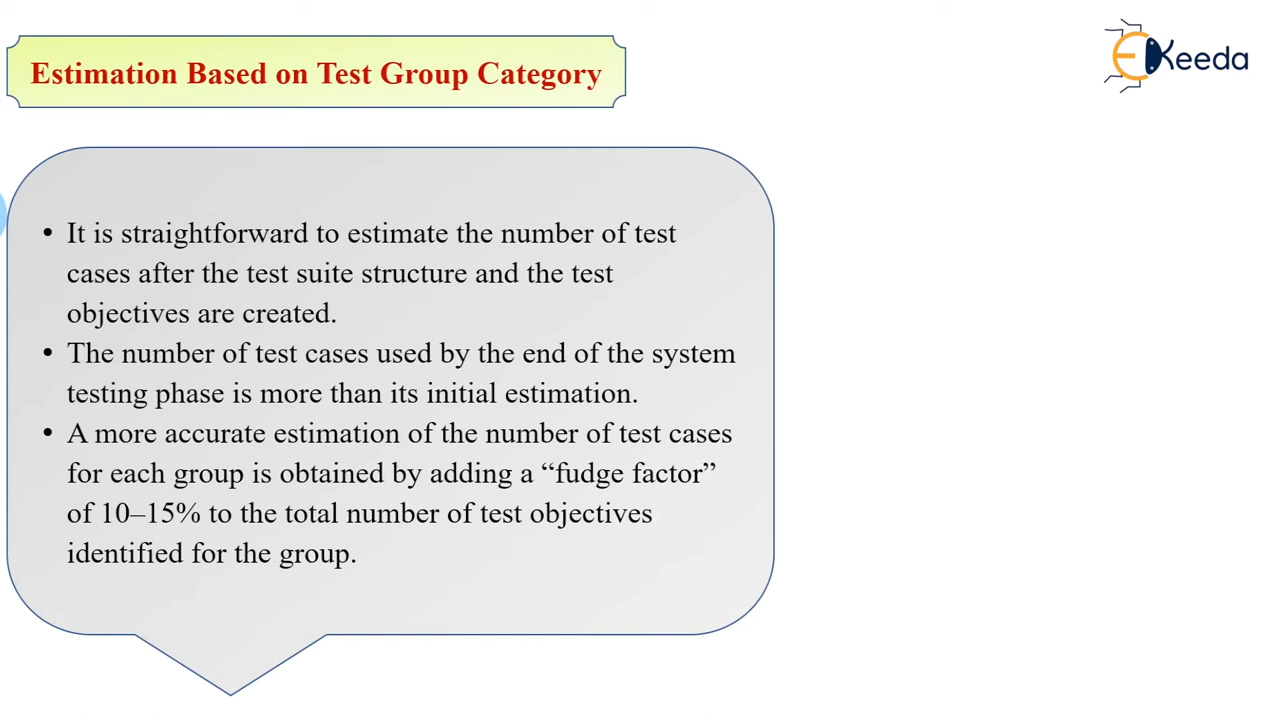 Estimation Based on Test Group Category
EKeeda
• It is straightforward to estimate the number of test
cases after the test suite structure and the test
objectives are created.
• The number of test cases used by the end of the system
testing phase is more than its initial estimation.
• A more accurate estimation of the number of test cases
for each group is obtained by adding a “fudge factor”
of 10–15% to the total number of test objectives
identified for the group.